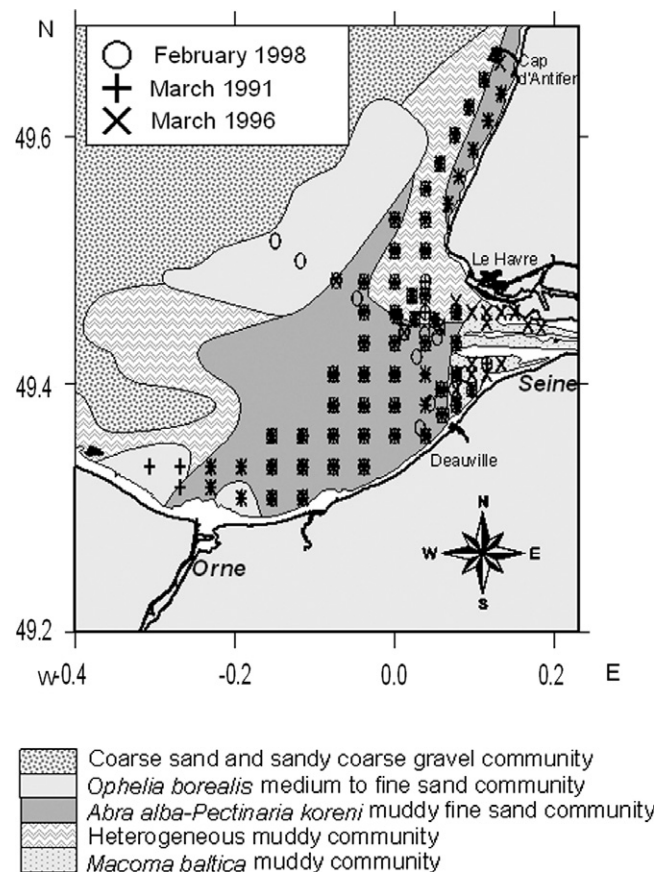 N
February 1998
March 1991
March 1996
Cap
d'Antifer
49.6
Le Havre
49.4
Seine
Deauville
N
W E
S
Orne
49.2
W -0.4 -0.2 0.0 0.2 E
Coarse sand and sandy coarse gravel community
Ophelia borealis medium to fine sand community
Abra alba-Pectinaria koreni muddy fine sand community
Heterogeneous muddy community
Macoma baltica muddy community